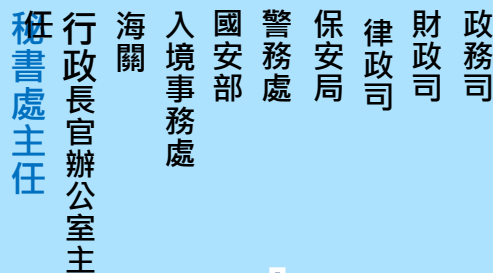 政務司
財政司
律政司
保安局
警務處
國安部
入境事務處
海關
行政長官辦公室主
任
秘書處主任